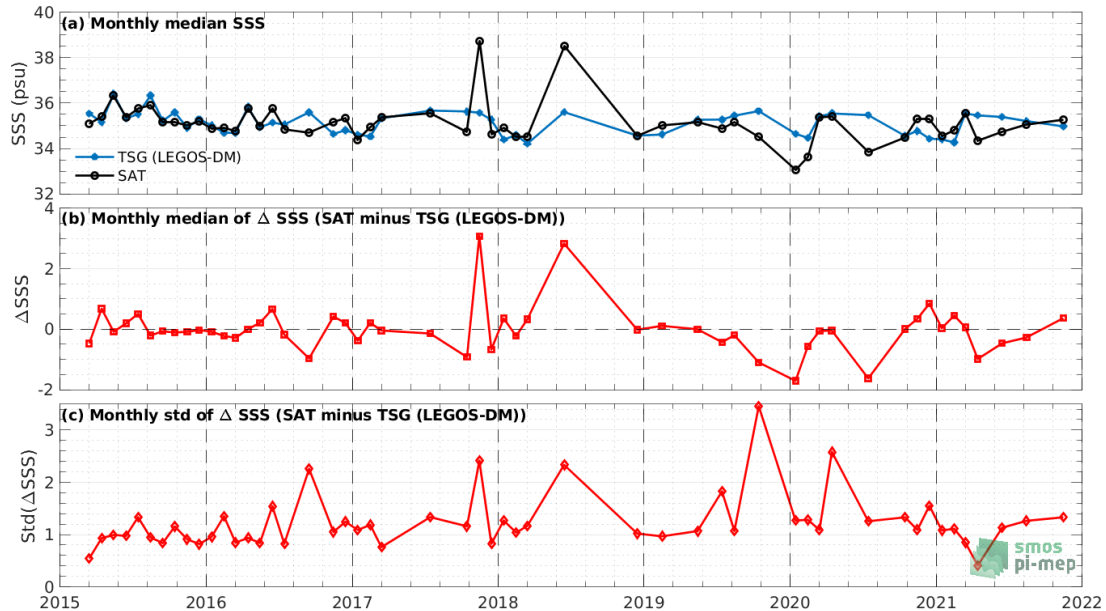 (a) Monthly median SSS
40
38
36
34
32
SSS (psu)
TSG (LEGOS-DM)
SAT
(b) Monthly median of Δ SSS (SAT minus TSG (LEGOS-DM))
4
2
0
-2
ΔSSS
(c) Monthly std of Δ SSS (SAT minus TSG (LEGOS-DM))
3
2
1
0
Std( ΔSSS)
smos
pi-mep
2015 2016 2017 2018 2019 2020 2021 2022